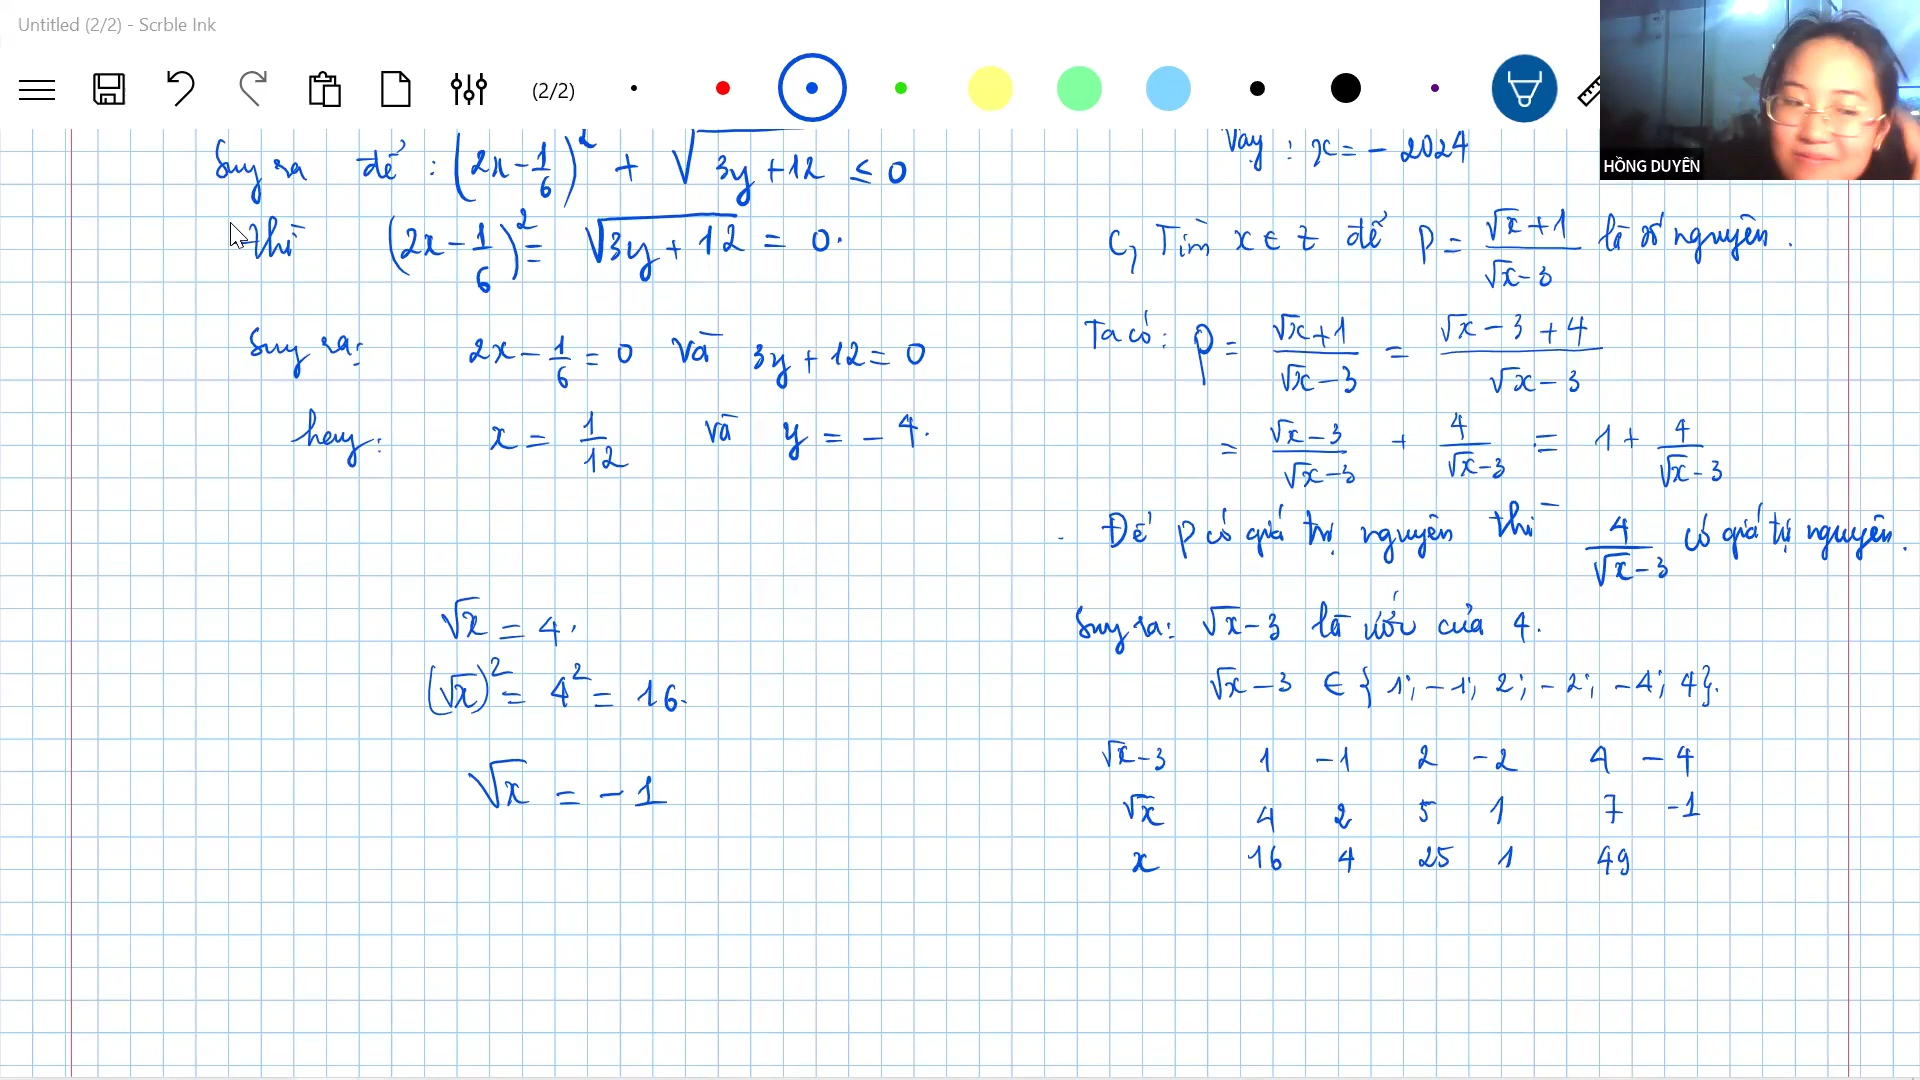 Untitled (2/2) - Scrble Ink
(2/2)
HỒNG DUYÊN
Suy ra để : (2x - 1/6)² + √(3y + 12) ≤ 0
thì (2x - 1/6)² = √(3y + 12) = 0.
Suy ra: 2x - 1/6 = 0 và 3y + 12 = 0
hay: x = 1/12 và y = - 4.
√x = 4.
(√x)² = 4² = 16.
√x = - 1
Vậy : x = - 2024
C, Tìm x ∈ Z để P = (√x + 1)/(√x - 3) là số nguyên.
Ta có: P = (√x + 1)/(√x - 3) = (√x - 3 + 4)/(√x - 3)
= (√x - 3)/(√x - 3) + 4/(√x - 3) = 1 + 4/(√x - 3)
Để P có giá trị nguyên thì 4/(√x - 3) có giá trị nguyên.
Suy ra: √x - 3 là ước của 4.
√x - 3 ∈ { 1; - 1; 2; - 2; - 4; 4}.
√x - 3 1 - 1 2 - 2 4 - 4
√x 4 2 5 1 7 - 1
x 16 4 25 1 49